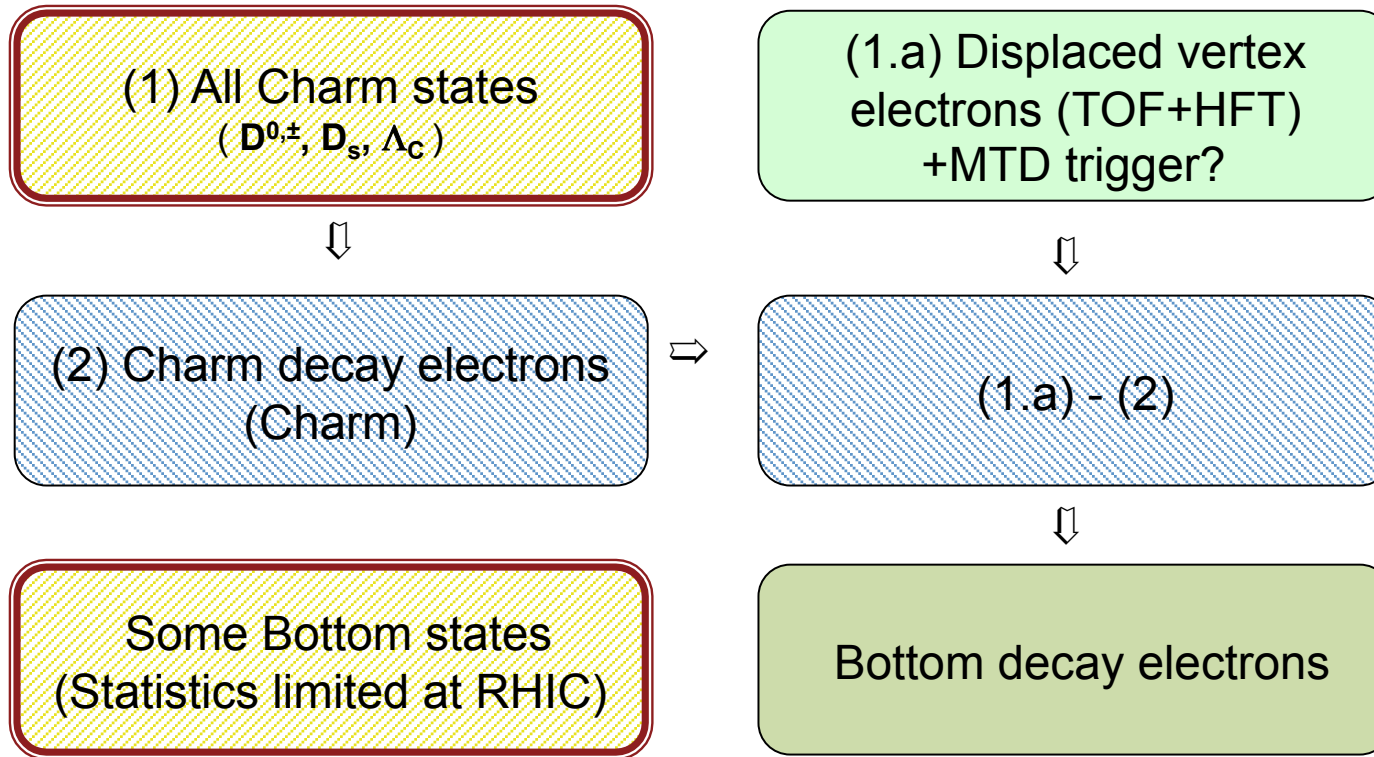 (1) All Charm states
( D⁰,±, Dₛ, Λ_C )
(1.a) Displaced vertex
electrons (TOF+HFT)
+MTD trigger?
⇩
⇩
(2) Charm decay electrons
(Charm)
⇨
(1.a) - (2)
⇩
Some Bottom states
(Statistics limited at RHIC)
Bottom decay electrons